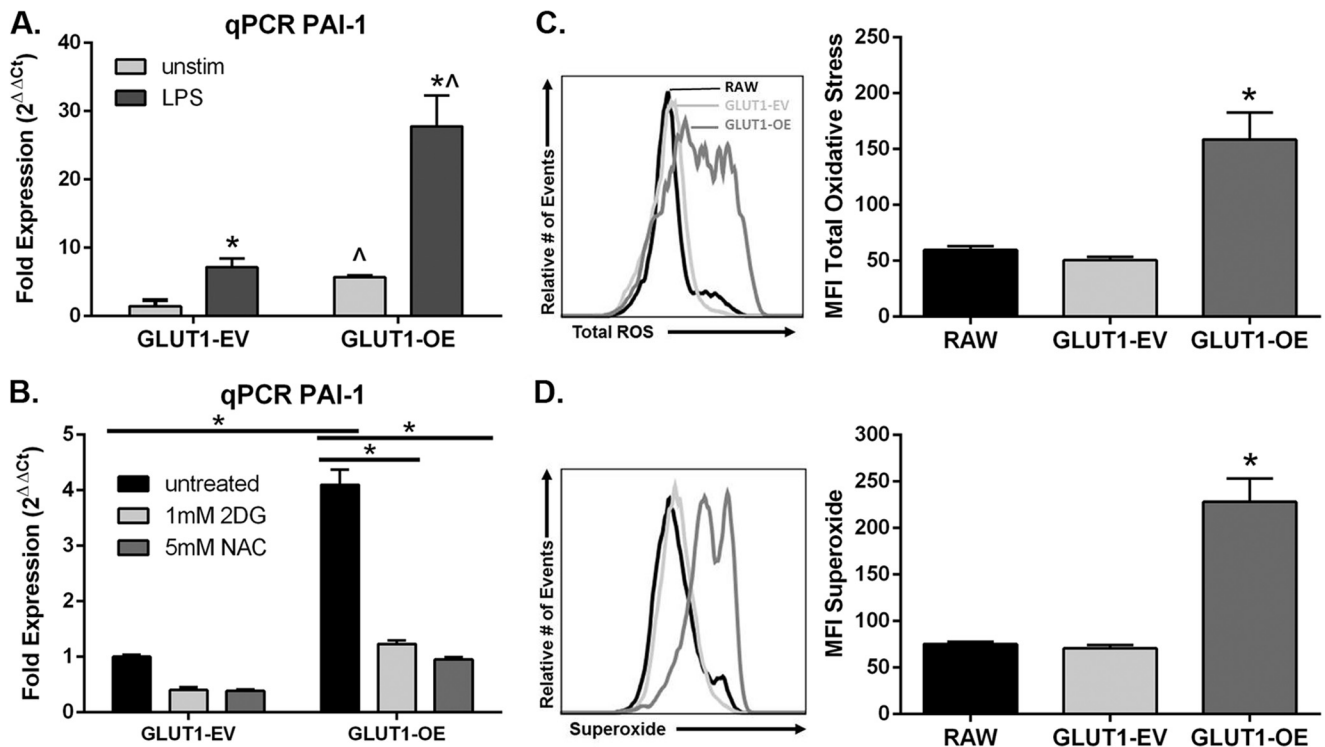 A.
qPCR PAI-1
Fold Expression (2^ΔΔCt)
40
30
20
10
0
unstim
LPS
*
^
*^
GLUT1-EV
GLUT1-OE
B.
qPCR PAI-1
Fold Expression (2^ΔΔCt)
5
4
3
2
1
0
untreated
1mM 2DG
5mM NAC
*
*
*
GLUT1-EV
GLUT1-OE
C.
Relative # of Events
RAW
GLUT1-EV
GLUT1-OE
Total ROS
MFI Total Oxidative Stress
250
200
150
100
50
0
*
RAW
GLUT1-EV
GLUT1-OE
D.
Relative # of Events
Superoxide
MFI Superoxide
300
250
200
150
100
50
0
*
RAW
GLUT1-EV
GLUT1-OE